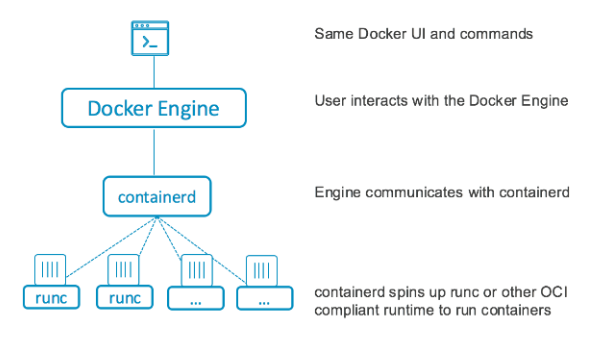 Same Docker UI and commands
Docker Engine
User interacts with the Docker Engine
containerd
Engine communicates with containerd
runc
runc
...
...
containerd spins up runc or other OCI
compliant runtime to run containers